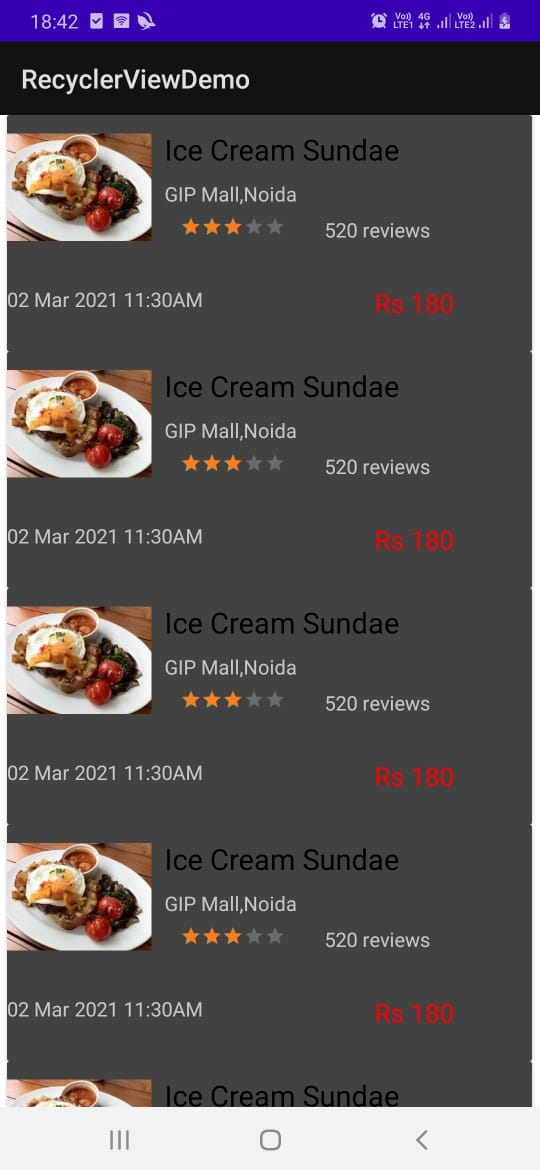 18:42 Vo)) LTE1 4G Vo)) LTE2
RecyclerViewDemo
Ice Cream Sundae
GIP Mall,Noida
520 reviews
02 Mar 2021 11:30AM
Rs 180
Ice Cream Sundae
GIP Mall,Noida
520 reviews
02 Mar 2021 11:30AM
Rs 180
Ice Cream Sundae
GIP Mall,Noida
520 reviews
02 Mar 2021 11:30AM
Rs 180
Ice Cream Sundae
GIP Mall,Noida
520 reviews
02 Mar 2021 11:30AM
Rs 180
Ice Cream Sundae